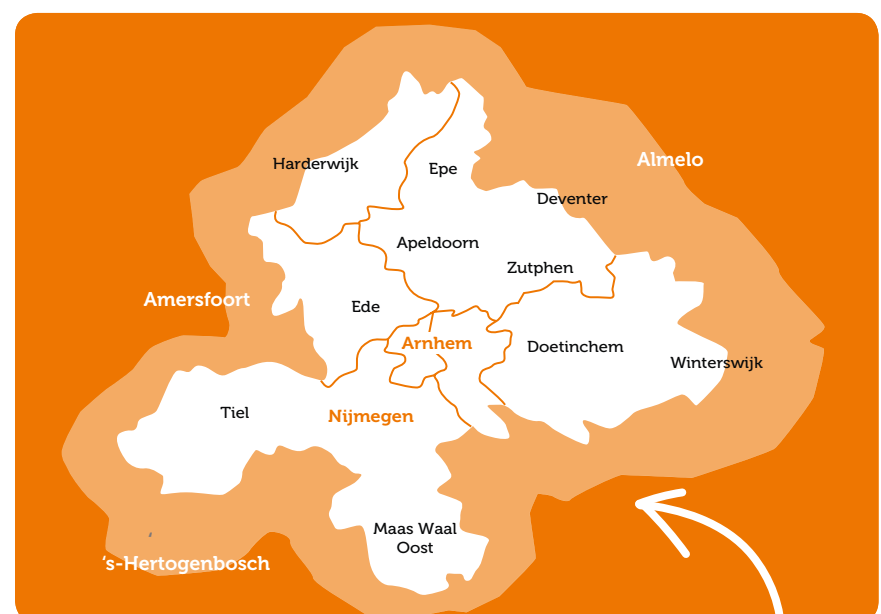 Harderwijk
Epe
Almelo
Deventer
Apeldoorn
Zutphen
Amersfoort
Ede
Arnhem
Doetinchem
Winterswijk
Tiel
Nijmegen
Maas Waal
Oost
‘s-Hertogenbosch